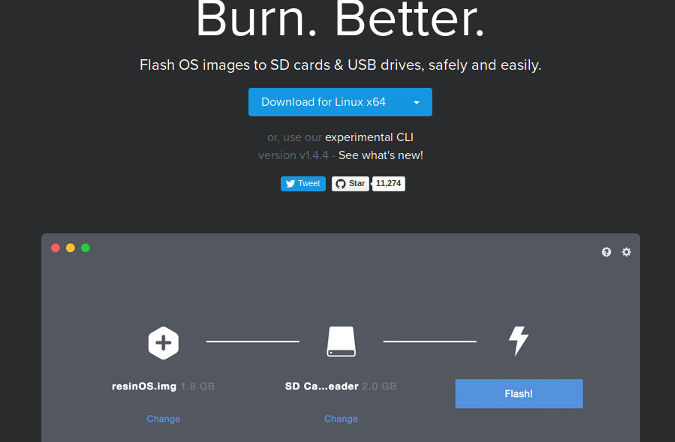 Burn. Better.
Flash OS images to SD cards & USB drives, safely and easily.
Download for Linux x64
or, use our experimental CLI
version v1.4.4 - See what's new!
Tweet Star 11,274
resinOS.img 1.8 GB SD Ca...eader 2.0 GB Flash!
Change Change